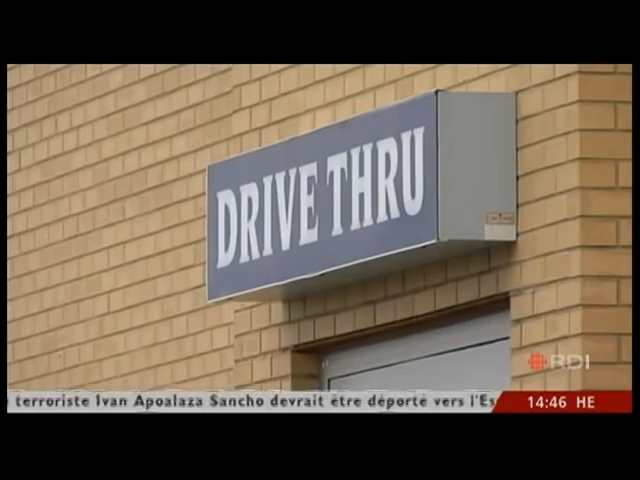 DRIVE THRU
RDI
terroriste Ivan Apoalaza Sancho devrait être déporté vers l'Es
14:46 HE